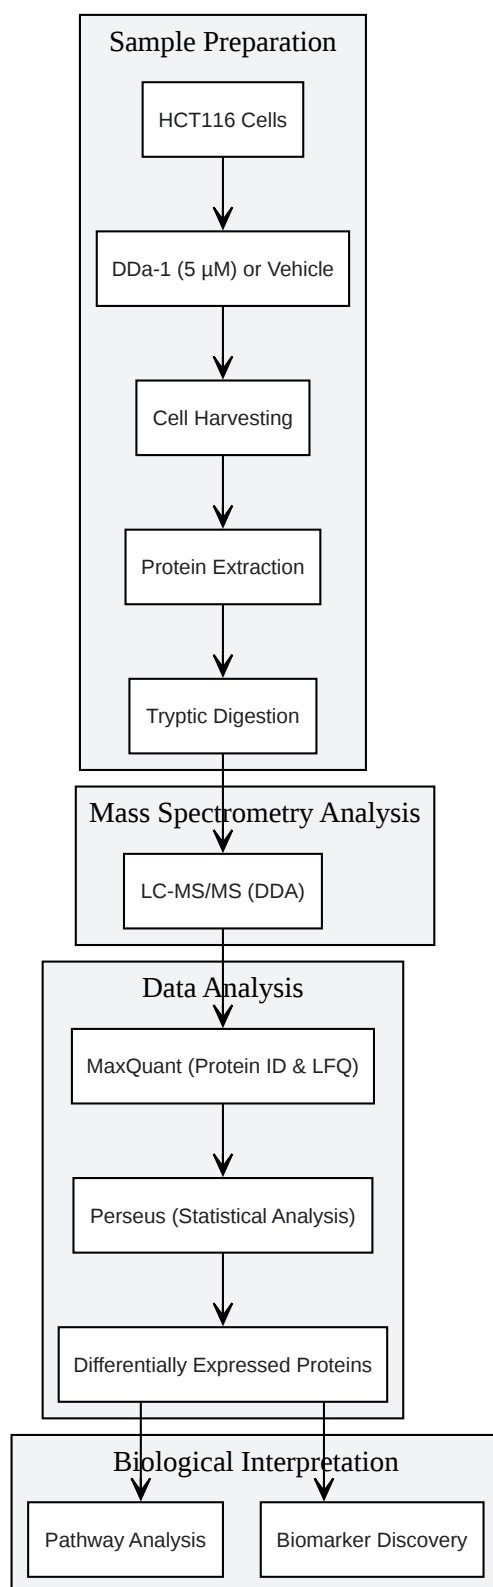 Sample Preparation
HCT116 Cells
DDa-1 (5 µM) or Vehicle
Cell Harvesting
Protein Extraction
Tryptic Digestion
Mass Spectrometry Analysis
LC-MS/MS (DDA)
Data Analysis
MaxQuant (Protein ID & LFQ)
Perseus (Statistical Analysis)
Differentially Expressed Proteins
Biological Interpretation
Pathway Analysis
Biomarker Discovery